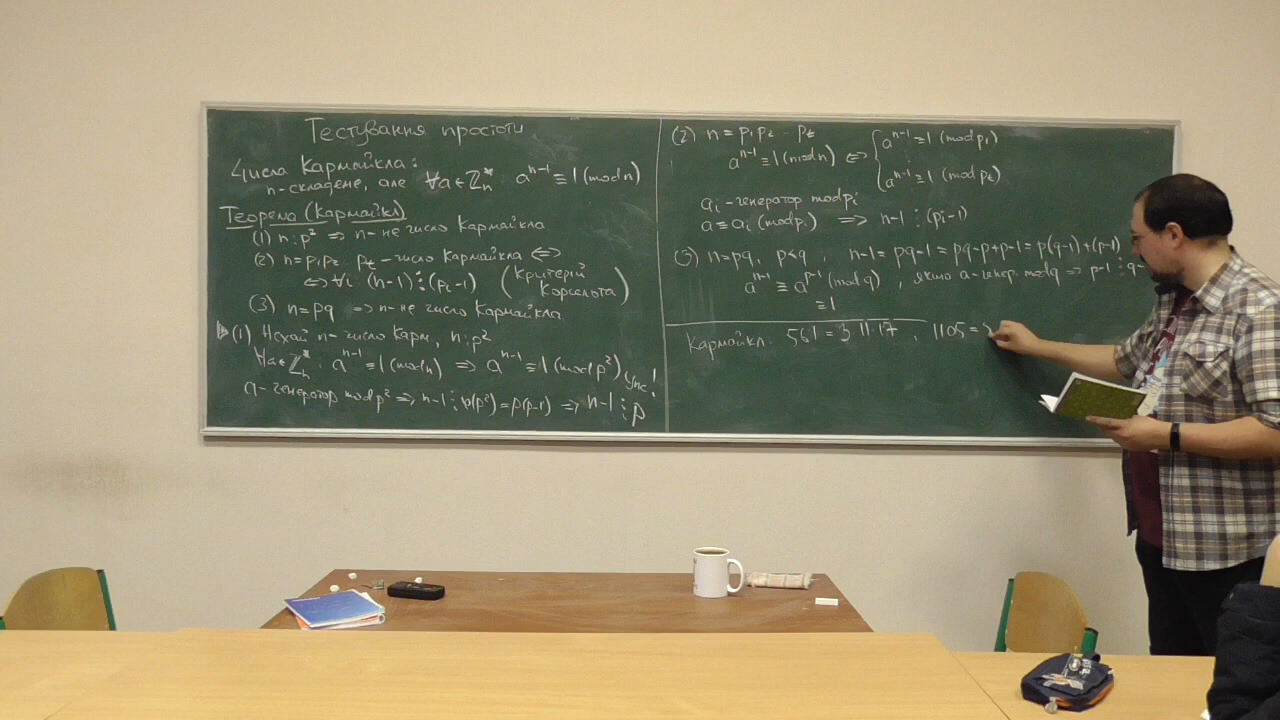 Тестування простоти
Числа Кармайкла:
n-складене, але ∀a∈ℤₙ*: aⁿ⁻¹≡1 (mod n)
Теорема (Кармайкл)
(1) n⋮p² ⇒ n-не число Кармайкла
(2) n=p₁p₂...pₜ - число Кармайкла ⇔
⇔ ∀i (n-1)⋮(pᵢ-1) (Критерій Корсельта)
(3) n=pq ⇒ n-не число Кармайкла
(1) Нехай n-число Карм., n⋮p²
∀a∈ℤₙ*: aⁿ⁻¹≡1 (mod n) ⇒ aⁿ⁻¹≡1 (mod p²) Упс!
a-генератор mod p² ⇒ n-1⋮φ(p²)=p(p-1) ⇒ n-1⋮p
(2) n=p₁p₂...pₜ
aⁿ⁻¹≡1 (mod n) ⇔ { aⁿ⁻¹≡1 (mod p₁)
⋮
aⁿ⁻¹≡1 (mod pₜ)
aᵢ-генератор mod pᵢ
a≡aᵢ (mod pᵢ) ⇒ n-1⋮(pᵢ-1)
(3) n=pq, p<q, n-1=pq-1=pq-p+p-1=p(q-1)+(p-1)
aⁿ⁻¹≡aᵖ⁻¹ (mod q), якщо a-генер. mod q ⇒ p-1⋮q-
≡1
Кармайкл: 561=3·11·17, 1105=